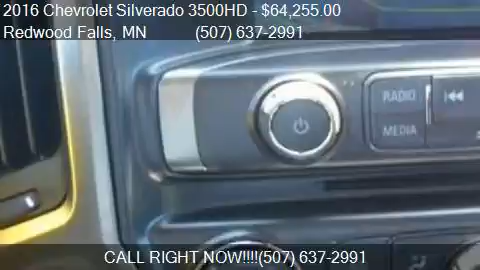 2016 Chevrolet Silverado 3500HD - $64,255.00
Redwood Falls, MN (507) 637-2991
RADIO
MEDIA
CALL RIGHT NOW!!!!(507) 637-2991